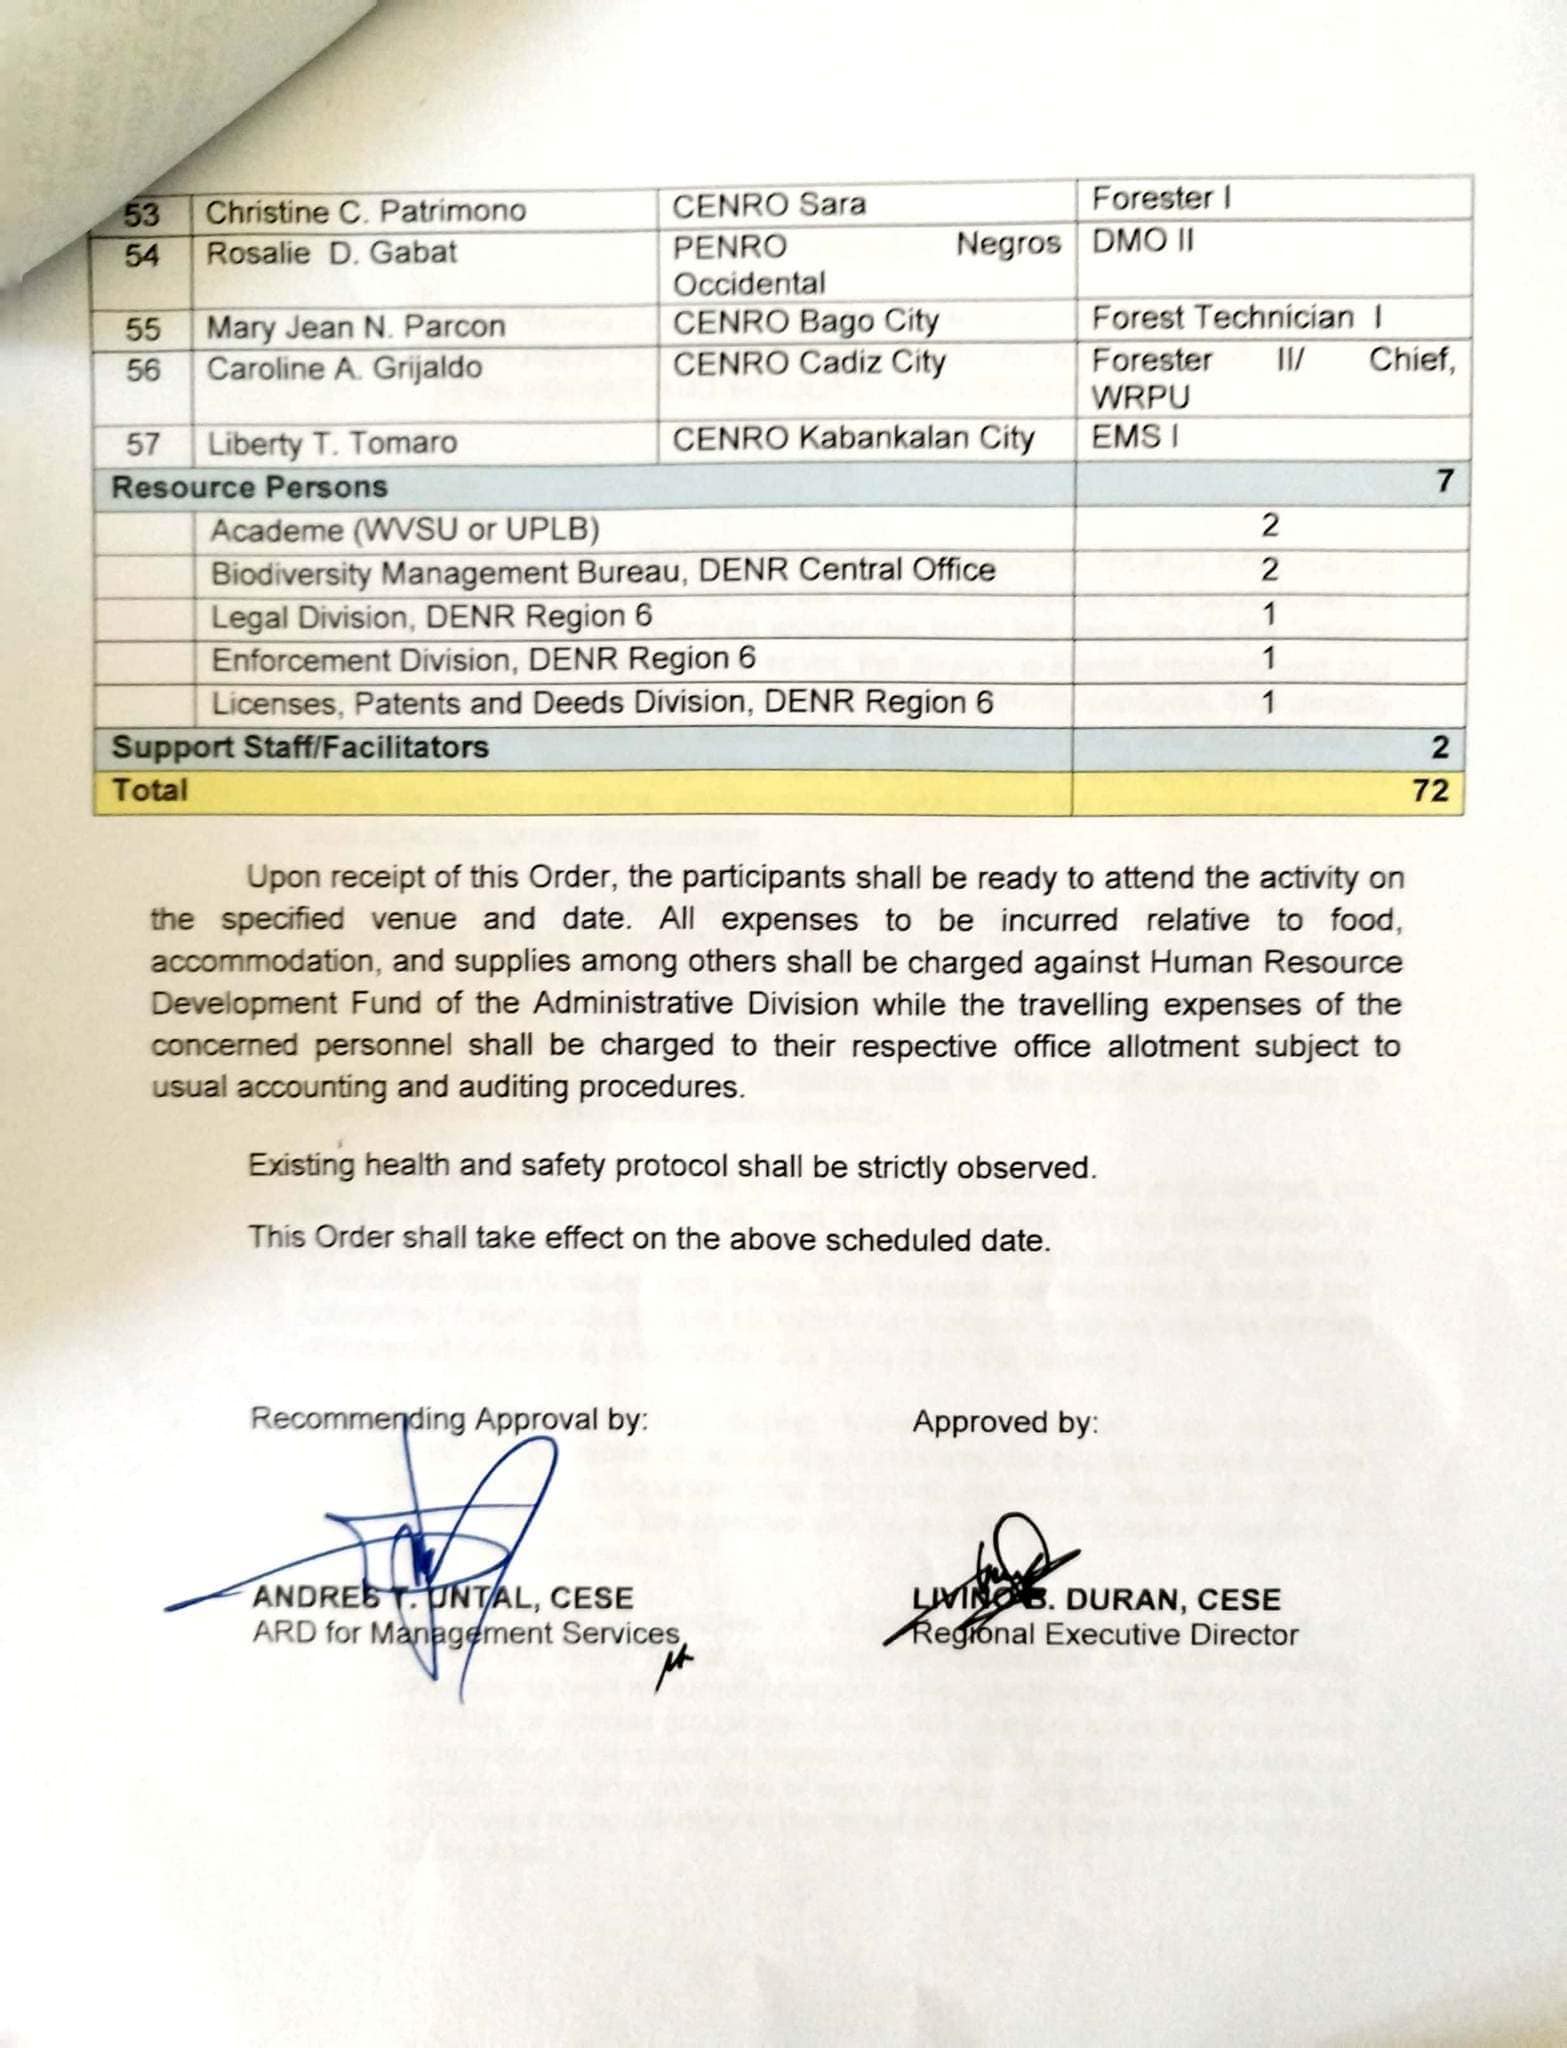 53 Christine C. Patrimono CENRO Sara Forester I
54 Rosalie D. Gabat PENRO Negros Occidental DMO II
55 Mary Jean N. Parcon CENRO Bago City Forest Technician I
56 Caroline A. Grijaldo CENRO Cadiz City Forester II/ Chief, WRPU
57 Liberty T. Tomaro CENRO Kabankalan City EMS I
Resource Persons 7
Academe (WVSU or UPLB) 2
Biodiversity Management Bureau, DENR Central Office 2
Legal Division, DENR Region 6 1
Enforcement Division, DENR Region 6 1
Licenses, Patents and Deeds Division, DENR Region 6 1
Support Staff/Facilitators 2
Total 72
Upon receipt of this Order, the participants shall be ready to attend the activity on
the specified venue and date. All expenses to be incurred relative to food,
accommodation, and supplies among others shall be charged against Human Resource
Development Fund of the Administrative Division while the travelling expenses of the
concerned personnel shall be charged to their respective office allotment subject to
usual accounting and auditing procedures.
Existing health and safety protocol shall be strictly observed.
This Order shall take effect on the above scheduled date.
Recommending Approval by: Approved by:
ANDRES T. UNTAL, CESE LIVINO B. DURAN, CESE
ARD for Management Services Regional Executive Director